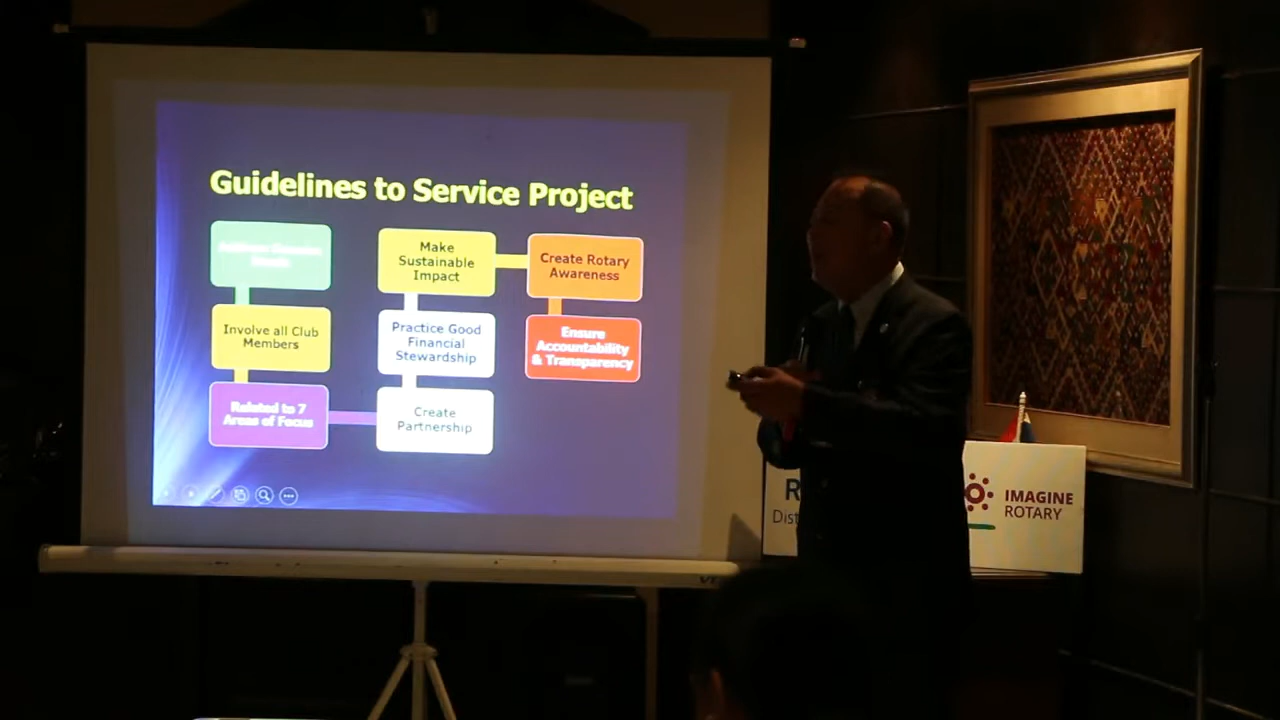 Guidelines to Service Project
Involve all Club
Members
Related to 7
Areas of Focus
Make
Sustainable
Impact
Practice Good
Financial
Stewardship
Create
Partnership
Create Rotary
Awareness
Ensure
Accountability
& Transparency
IMAGINE
ROTARY